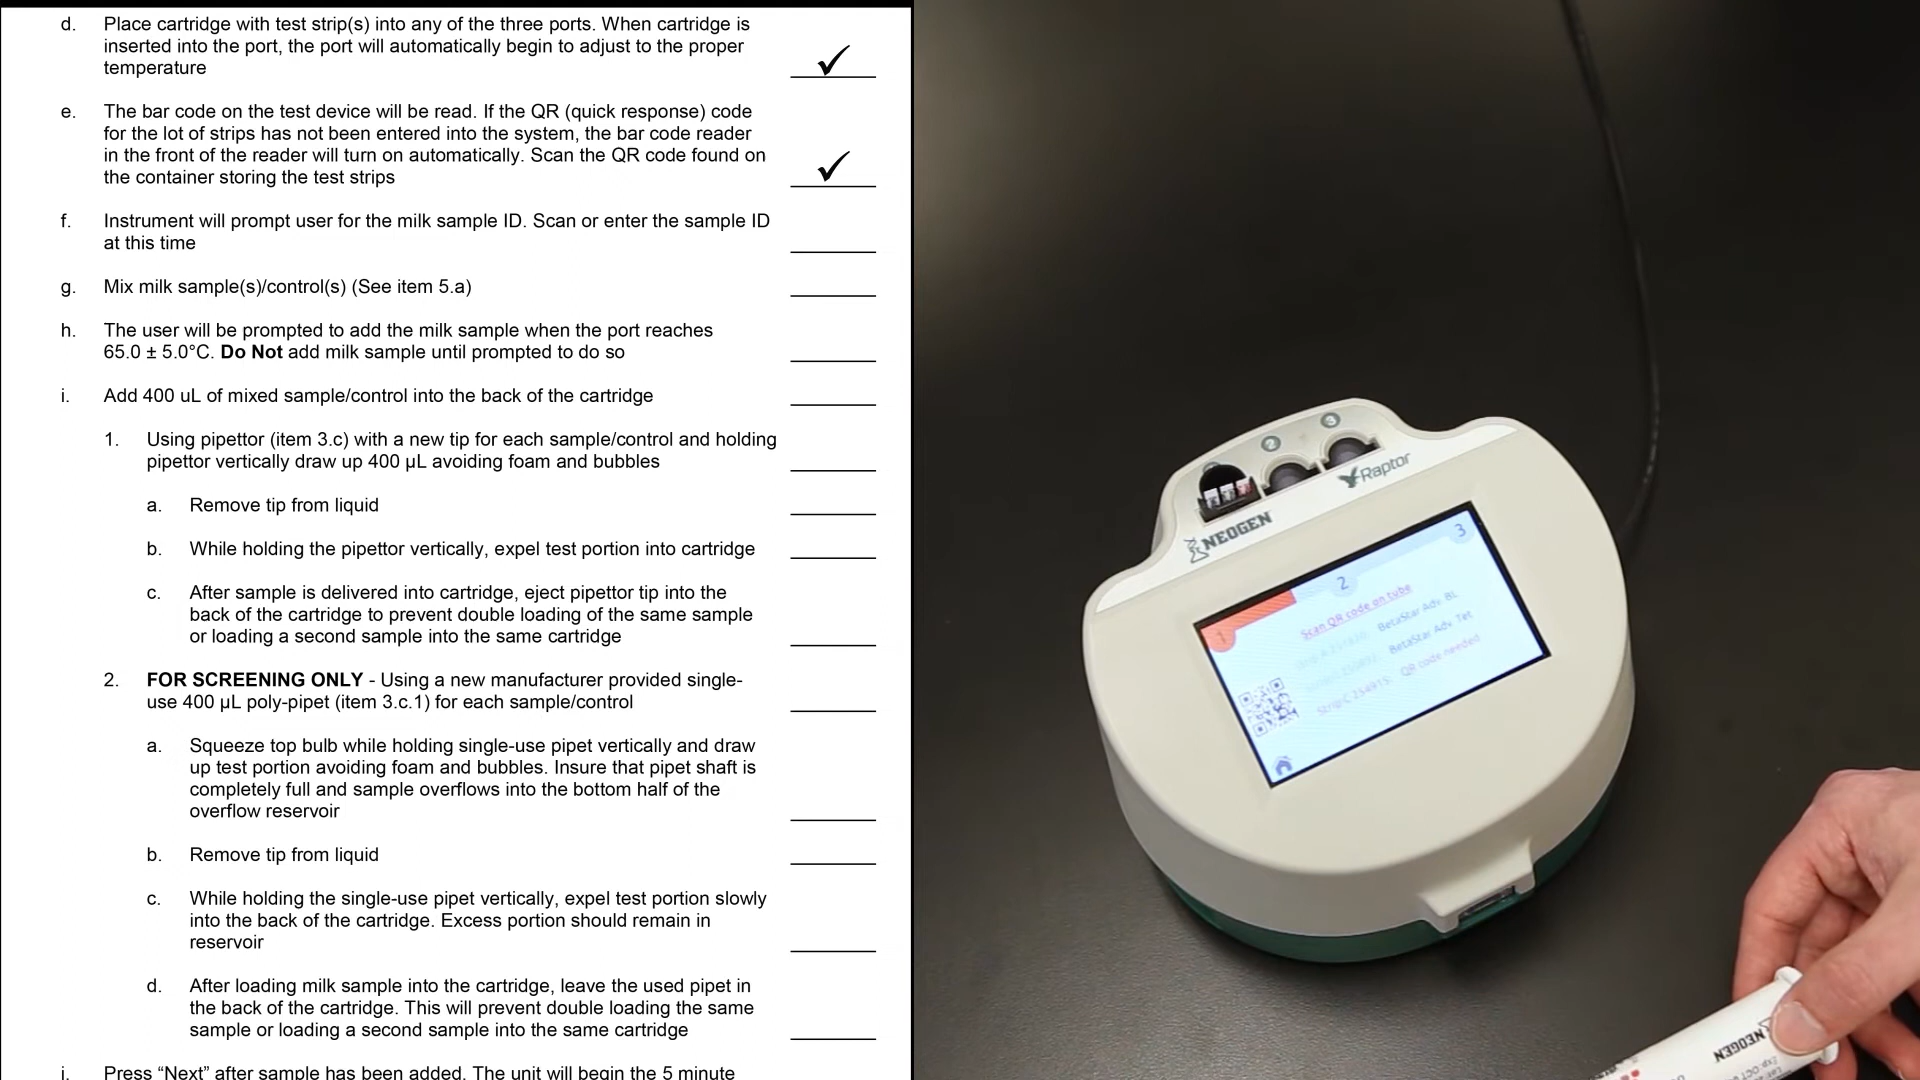 d. Place cartridge with test strip(s) into any of the three ports. When cartridge is
inserted into the port, the port will automatically begin to adjust to the proper
temperature
e. The bar code on the test device will be read. If the QR (quick response) code
for the lot of strips has not been entered into the system, the bar code reader
in the front of the reader will turn on automatically. Scan the QR code found on
the container storing the test strips
f. Instrument will prompt user for the milk sample ID. Scan or enter the sample ID
at this time
g. Mix milk sample(s)/control(s) (See item 5.a)
h. The user will be prompted to add the milk sample when the port reaches
65.0 ± 5.0°C. Do Not add milk sample until prompted to do so
i. Add 400 uL of mixed sample/control into the back of the cartridge
1. Using pipettor (item 3.c) with a new tip for each sample/control and holding
pipettor vertically draw up 400 µL avoiding foam and bubbles
a. Remove tip from liquid
b. While holding the pipettor vertically, expel test portion into cartridge
c. After sample is delivered into cartridge, eject pipettor tip into the
back of the cartridge to prevent double loading of the same sample
or loading a second sample into the same cartridge
2. FOR SCREENING ONLY - Using a new manufacturer provided single-
use 400 µL poly-pipet (item 3.c.1) for each sample/control
a. Squeeze top bulb while holding single-use pipet vertically and draw
up test portion avoiding foam and bubbles. Insure that pipet shaft is
completely full and sample overflows into the bottom half of the
overflow reservoir
b. Remove tip from liquid
c. While holding the single-use pipet vertically, expel test portion slowly
into the back of the cartridge. Excess portion should remain in
reservoir
d. After loading milk sample into the cartridge, leave the used pipet in
the back of the cartridge. This will prevent double loading the same
sample or loading a second sample into the same cartridge
j. Press “Next” after sample has been added. The unit will begin the 5 minute
2
3
Raptor
NEOGEN
1
2
3
Scan QR code on tube
BetaStar Adv. BL
BetaStar Adv. Tet
QR code needed
NEOGEN